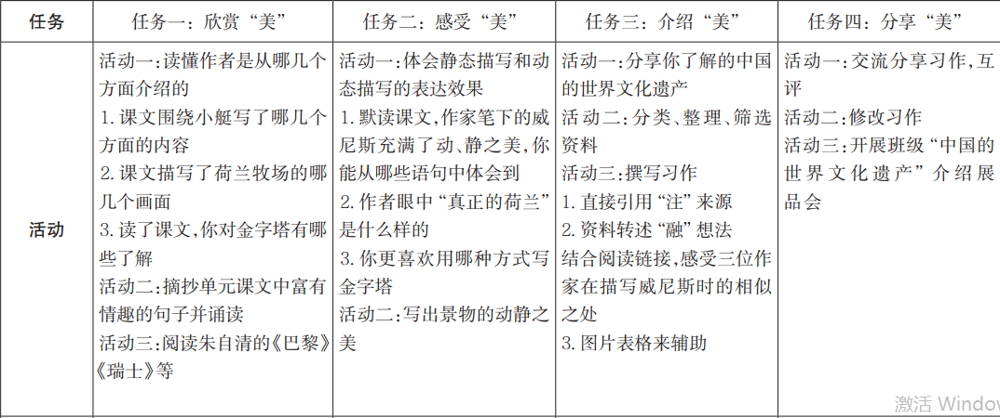 任务
任务一：欣赏“美”
任务二：感受“美”
任务三：介绍“美”
任务四：分享“美”
活动
活动一:读懂作者是从哪几个
方面介绍的
1. 课文围绕小艇写了哪几个
方面的内容
2. 课文描写了荷兰牧场的哪
几个画面
3. 读了课文,你对金字塔有哪
些了解
活动二:摘抄单元课文中富有
情趣的句子并诵读
活动三:阅读朱自清的《巴黎》
《瑞士》等
活动一:体会静态描写和动
态描写的表达效果
1. 默读课文,作家笔下的威
尼斯充满了动、静之美,你
能从哪些语句中体会到
2. 作者眼中“真正的荷兰”
是什么样的
3. 你更喜欢用哪种方式写
金字塔
活动二:写出景物的动静之
美
活动一:分享你了解的中国
的世界文化遗产
活动二:分类、整理、筛选
资料
活动三:撰写习作
1. 直接引用“注”来源
2. 资料转述“融”想法
结合阅读链接,感受三位作
家在描写威尼斯时的相似
之处
3. 图片表格来辅助
活动一:交流分享习作,互
评
活动二:修改习作
活动三:开展班级“中国的
世界文化遗产”介绍展
品会
激活 Window